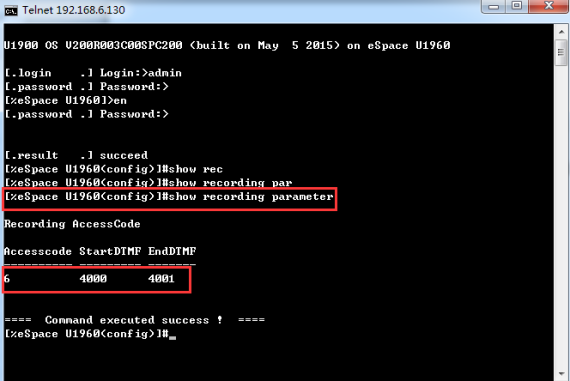 Telnet 192.168.6.130
U1900 OS V200R003C00SPC200 (built on May  5 2015) on eSpace U1960
[.login    .] Login:>admin
[.password .] Password:>
[%eSpace U1960]>en
[.password .] Password:>
[.result   .] succeed
[%eSpace U1960(config)]#show rec
[%eSpace U1960(config)]#show recording par
[%eSpace U1960(config)]#show recording parameter
Recording AccessCode
Accesscode StartDTMF EndDTMF
---------- --------- -------
6          4000      4001
====  Command executed success !  ====
[%eSpace U1960(config)]#_